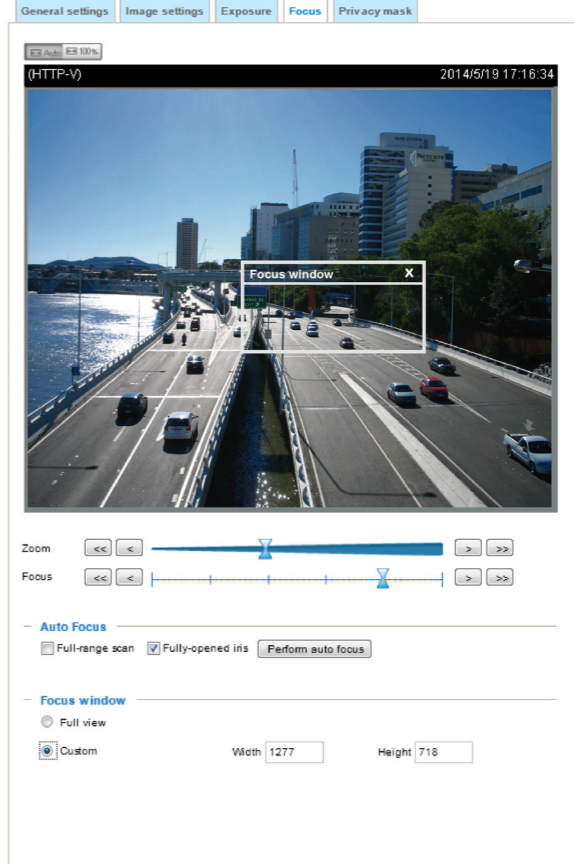 General settings Image settings Exposure Focus Privacy mask
Auto 100%
(HTTP-V) 2014/5/19 17:16:34
Mercure
Focus window X
Zoom << < > >>
Focus << < > >>
Auto Focus
Full-range scan Fully-opened iris Perform auto focus
Focus window
Full view
Custom Width 1277 Height 718